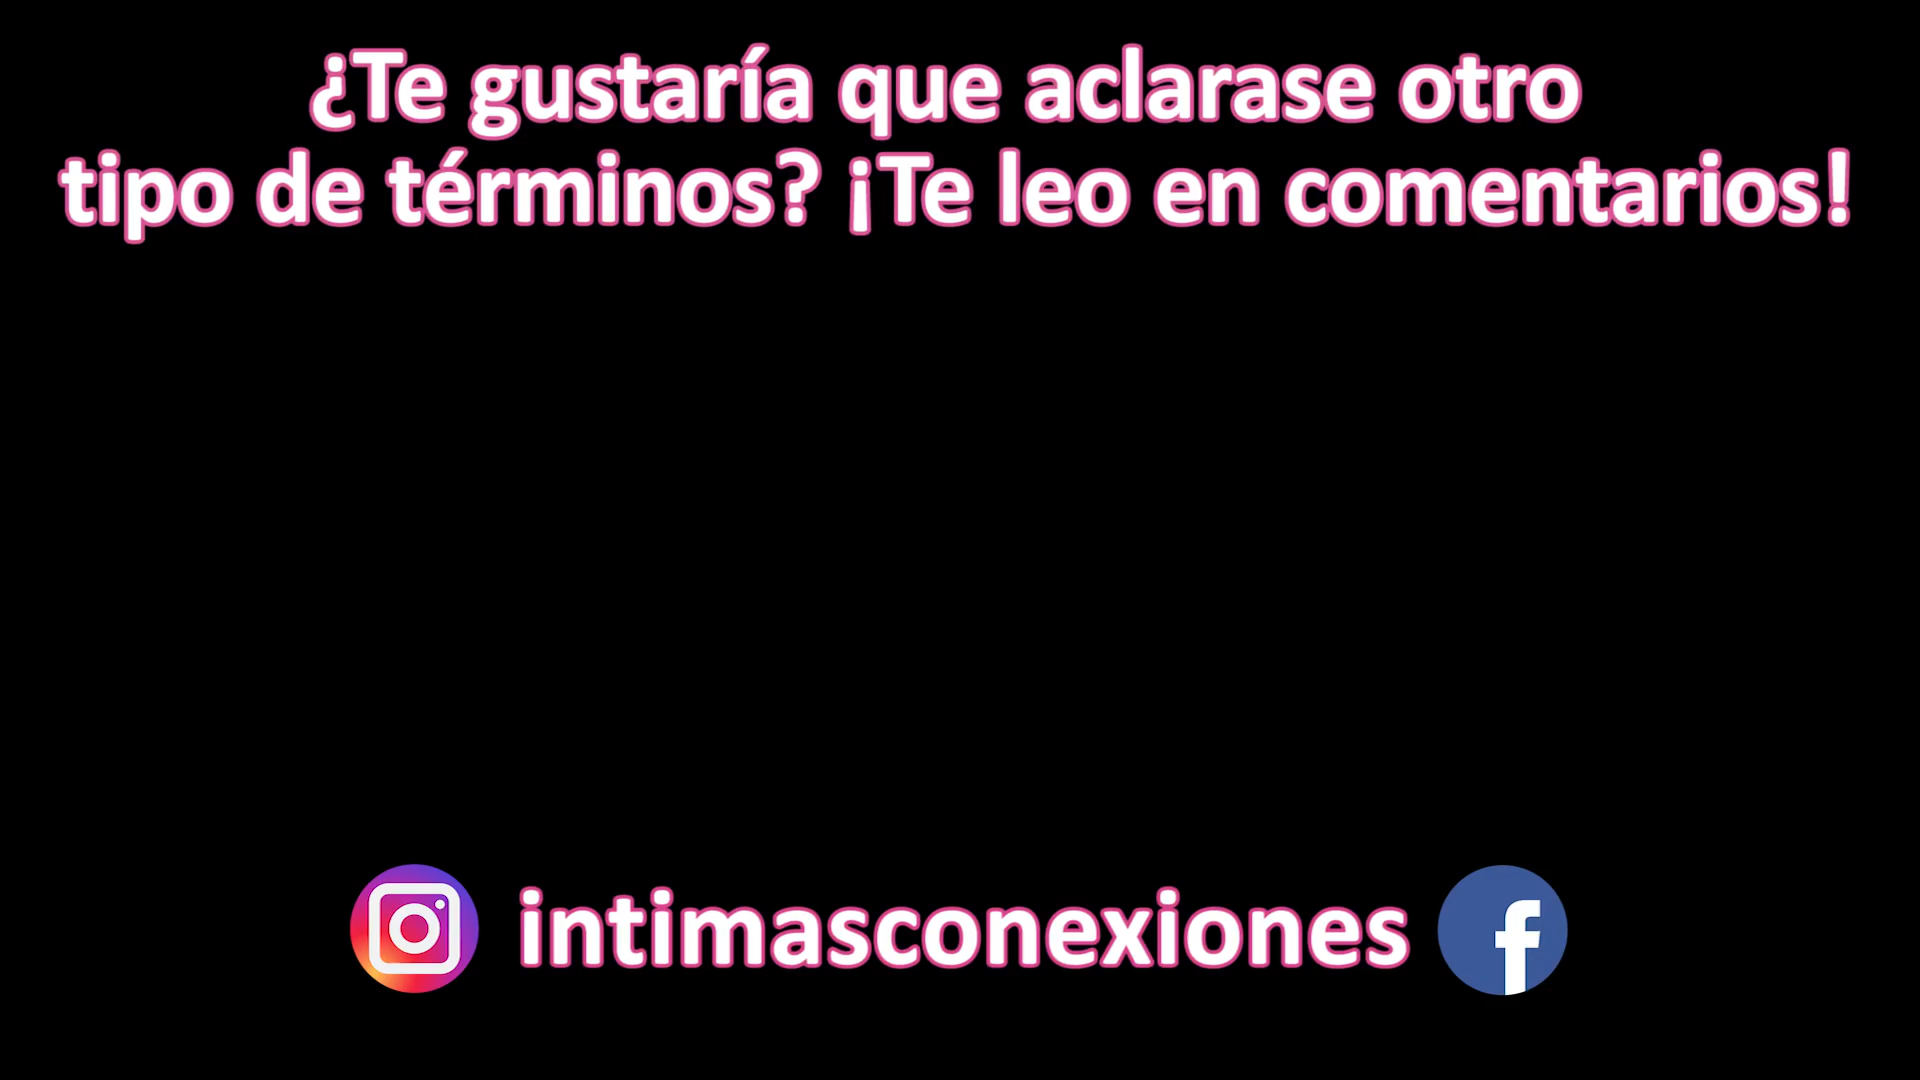 ¿Te gustaría que aclarase otro
tipo de términos? ¡Te leo en comentarios!
intimasconexiones